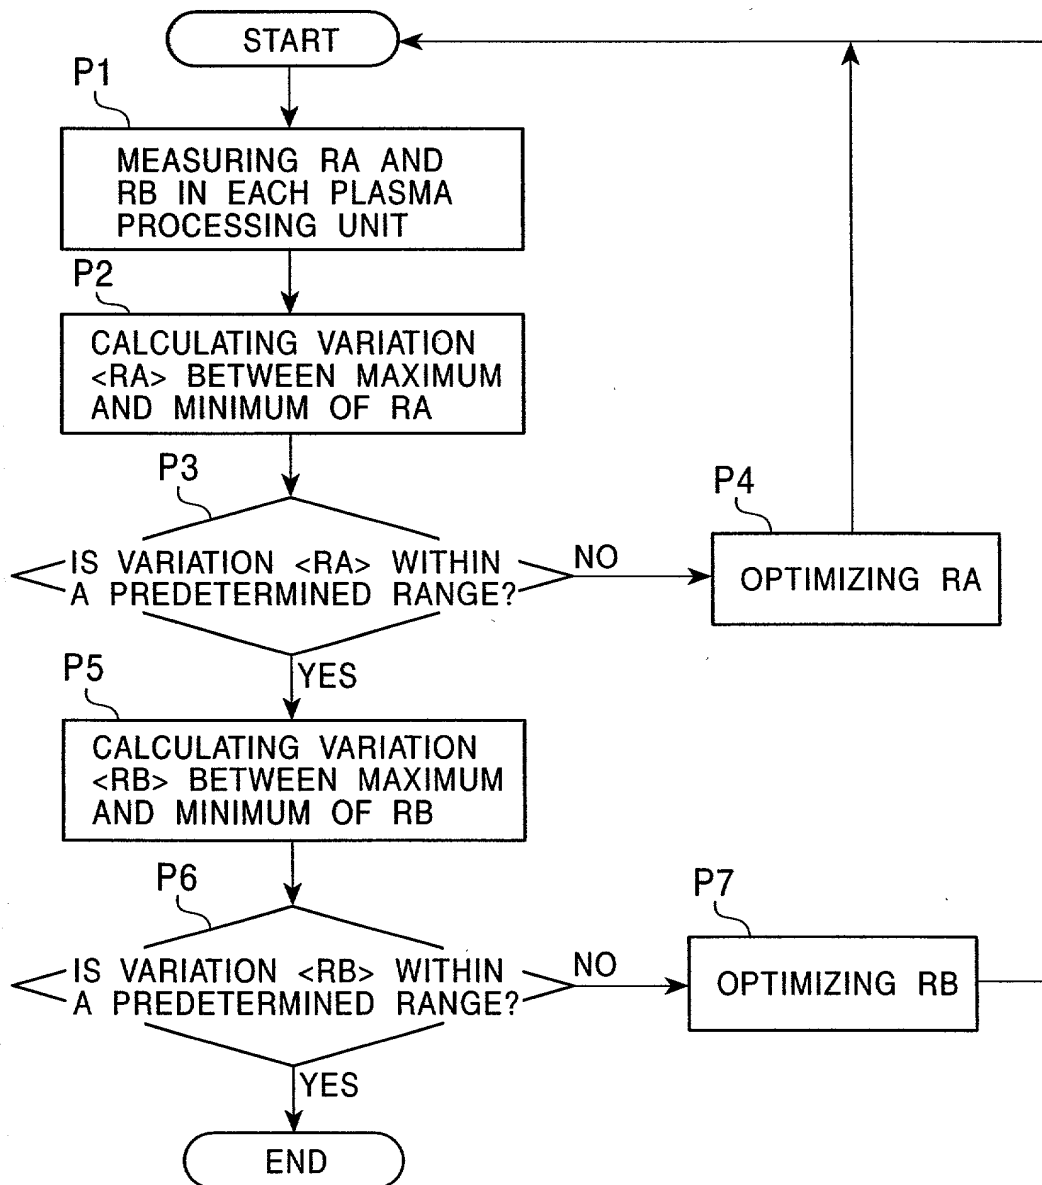 START
P1
MEASURING RA AND
RB IN EACH PLASMA
PROCESSING UNIT
P2
CALCULATING VARIATION
<RA> BETWEEN MAXIMUM
AND MINIMUM OF RA
P3
IS VARIATION <RA> WITHIN
A PREDETERMINED RANGE?
NO
P4
OPTIMIZING RA
YES
P5
CALCULATING VARIATION
<RB> BETWEEN MAXIMUM
AND MINIMUM OF RB
P6
IS VARIATION <RB> WITHIN
A PREDETERMINED RANGE?
NO
P7
OPTIMIZING RB
YES
END